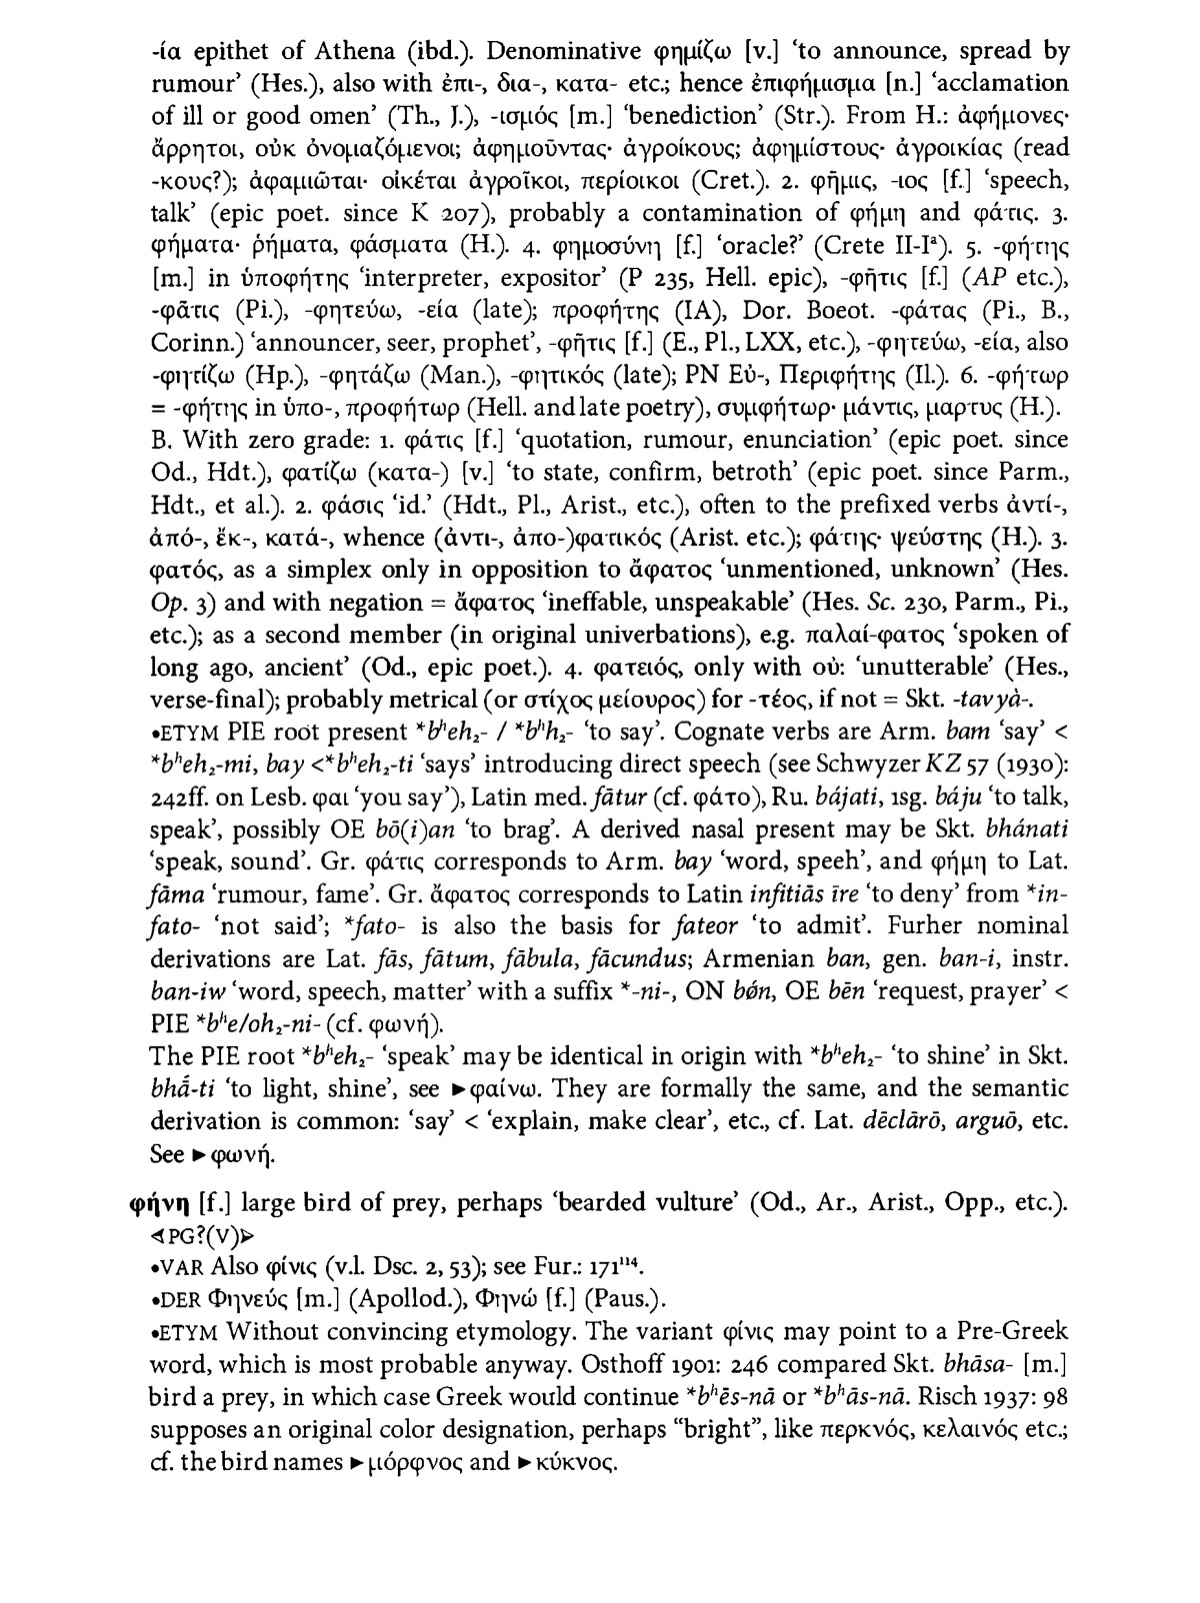 -ία epithet of Athena (ibd.). Denominative φημίζω [v.] ‘to announce, spread by
rumour’ (Hes.), also with ἐπι-, δια-, κατα- etc.; hence ἐπιφήμισμα [n.] ‘acclamation
of ill or good omen’ (Th., J.), -ισμός [m.] ‘benediction’ (Str.). From H.: ἀφήμονες·
ἄρρητοι, οὐκ ὀνομαζόμενοι; ἀφημοῦντας· ἀγροίκους; ἀφημίστους· ἀγροικίας (read
-κους?); ἀφαμιῶται· οἰκέται ἀγροῖκοι, περίοικοι (Cret.). 2. φῆμις, -ιος [f.] ‘speech,
talk’ (epic poet. since K 207), probably a contamination of φήμη and φάτις. 3.
φήματα· ῥήματα, φάσματα (H.). 4. φημοσύνη [f.] ‘oracle?’ (Crete II-Iᵃ). 5. -φήτης
[m.] in ὑποφήτης ‘interpreter, expositor’ (P 235, Hell. epic), -φῆτις [f.] (AP etc.),
-φᾶτις (Pi.), -φητεύω, -εία (late); προφήτης (IA), Dor. Boeot. -φάτας (Pi., B.,
Corinn.) ‘announcer, seer, prophet’, -φῆτις [f.] (E., Pl., LXX, etc.), -φητεύω, -εία, also
-φητίζω (Hp.), -φητάζω (Man.), -φητικός (late); PN Εὐ-, Περιφήτης (Il.). 6. -φήτωρ
= -φήτης in ὑπο-, προφήτωρ (Hell. and late poetry), συμφήτωρ· μάντις, μαρτυς (H.).
B. With zero grade: 1. φάτις [f.] ‘quotation, rumour, enunciation’ (epic poet. since
Od., Hdt.), φατίζω (κατα-) [v.] ‘to state, confirm, betroth’ (epic poet. since Parm.,
Hdt., et al.). 2. φάσις ‘id.’ (Hdt., Pl., Arist., etc.), often to the prefixed verbs ἀντί-,
ἀπό-, ἔκ-, κατά-, whence (ἀντι-, ἀπο-)φατικός (Arist. etc.); φάτης· ψεύστης (H.). 3.
φατός, as a simplex only in opposition to ἄφατος ‘unmentioned, unknown’ (Hes.
Op. 3) and with negation = ἄφατος ‘ineffable, unspeakable’ (Hes. Sc. 230, Parm., Pi.,
etc.); as a second member (in original univerbations), e.g. παλαί-φατος ‘spoken of
long ago, ancient’ (Od., epic poet.). 4. φατειός, only with οὐ: ‘unutterable’ (Hes.,
verse-final); probably metrical (or στίχος μείουρος) for -τέος, if not = Skt. -tavyà-.
•ETYM PIE root present *bʰeh₂- / *bʰh₂- ‘to say’. Cognate verbs are Arm. bam ‘say’ <
*bʰeh₂-mi, bay <*bʰeh₂-ti ‘says’ introducing direct speech (see Schwyzer KZ 57 (1930):
242ff. on Lesb. φαι ‘you say’), Latin med. fātur (cf. φάτο), Ru. bájati, 1sg. báju ‘to talk,
speak’, possibly OE bō(i)an ‘to brag’. A derived nasal present may be Skt. bhánati
‘speak, sound’. Gr. φάτις corresponds to Arm. bay ‘word, speeh’, and φήμη to Lat.
fāma ‘rumour, fame’. Gr. ἄφατος corresponds to Latin infitiās īre ‘to deny’ from *in-
fato- ‘not said’; *fato- is also the basis for fateor ‘to admit’. Furher nominal
derivations are Lat. fās, fātum, fābula, fācundus; Armenian ban, gen. ban-i, instr.
ban-iw ‘word, speech, matter’ with a suffix *-ni-, ON bǿn, OE bēn ‘request, prayer’ <
PIE *bʰe/oh₂-ni- (cf. φωνή).
The PIE root *bʰeh₂- ‘speak’ may be identical in origin with *bʰeh₂- ‘to shine’ in Skt.
bhā́-ti ‘to light, shine’, see ►φαίνω. They are formally the same, and the semantic
derivation is common: ‘say’ < ‘explain, make clear’, etc., cf. Lat. dēclārō, arguō, etc.
See ►φωνή.
φήνη [f.] large bird of prey, perhaps ‘bearded vulture’ (Od., Ar., Arist., Opp., etc.).
⋖PG?(V)⋗
•VAR Also φίνις (v.l. Dsc. 2, 53); see Fur.: 171¹¹⁴.
•DER Φηνεύς [m.] (Apollod.), Φηνώ [f.] (Paus.).
•ETYM Without convincing etymology. The variant φίνις may point to a Pre-Greek
word, which is most probable anyway. Osthoff 1901: 246 compared Skt. bhāsa- [m.]
bird a prey, in which case Greek would continue *bʰēs-nā or *bʰās-nā. Risch 1937: 98
supposes an original color designation, perhaps “bright”, like περκνός, κελαινός etc.;
cf. the bird names ►μόρφνος and ►κύκνος.